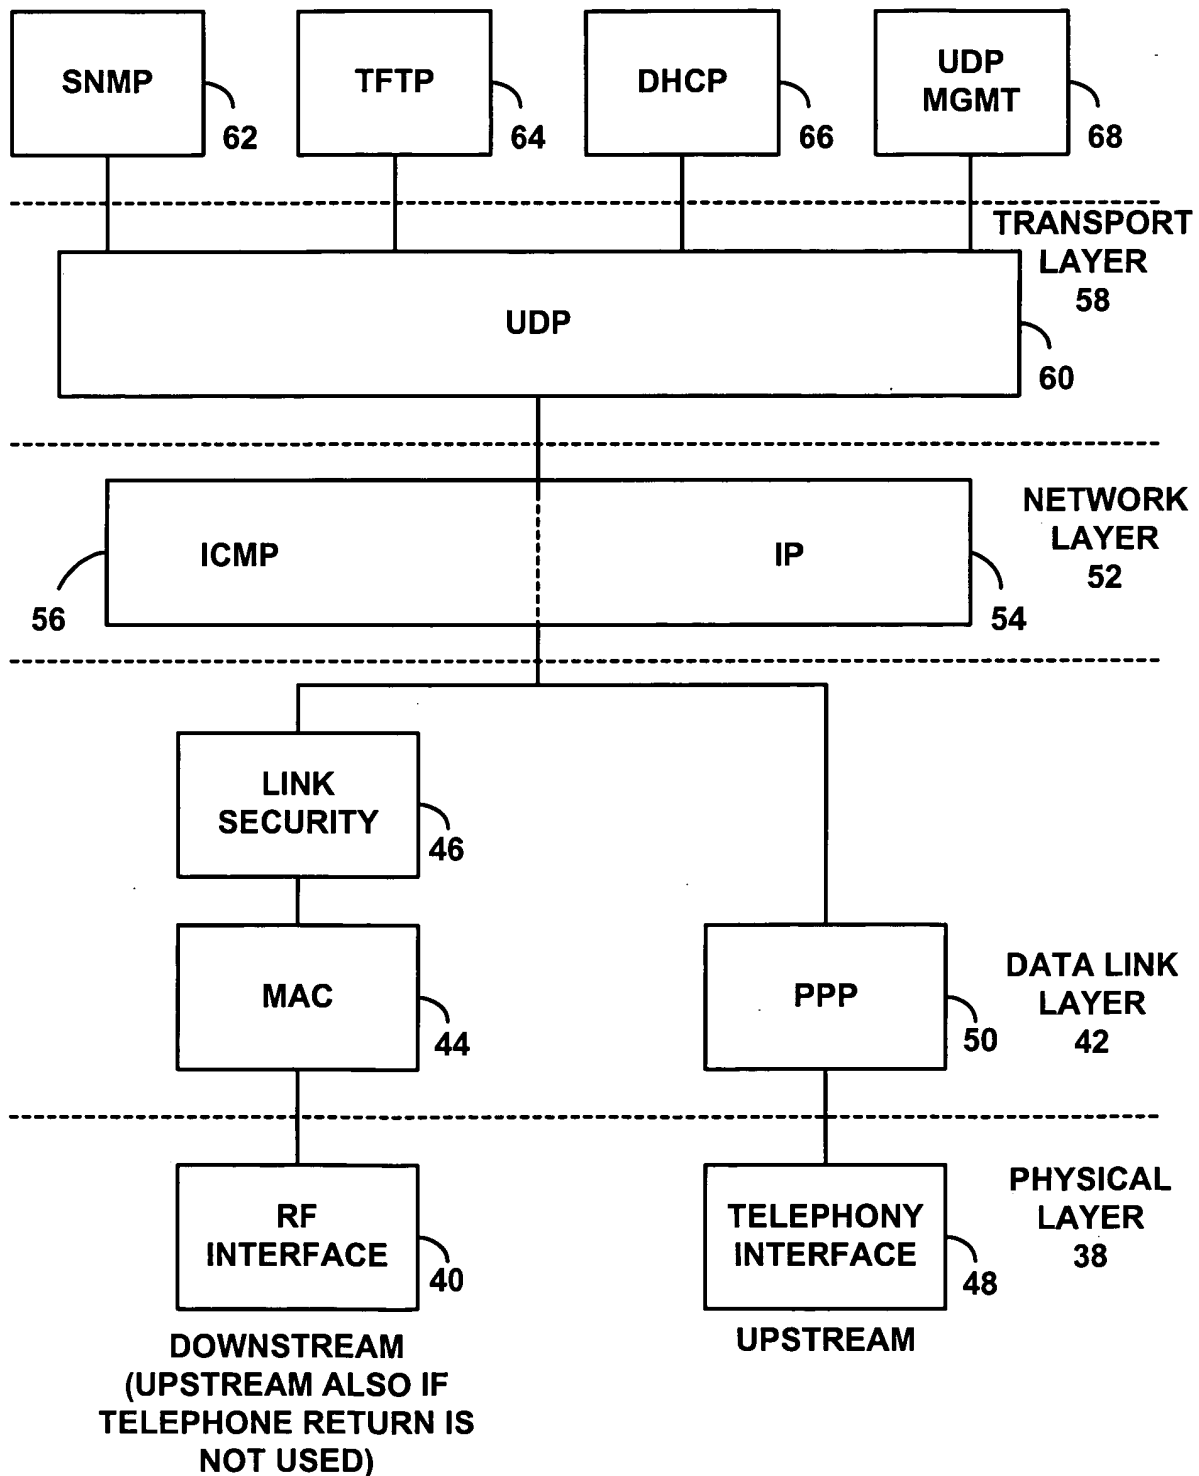 SNMP
62
TFTP
64
DHCP
66
UDP
MGMT
68
TRANSPORT
LAYER
58
UDP
60
NETWORK
LAYER
52
ICMP
56
IP
54
LINK
SECURITY
46
MAC
44
PPP
50
DATA LINK
LAYER
42
RF
INTERFACE
40
TELEPHONY
INTERFACE
48
PHYSICAL
LAYER
38
DOWNSTREAM
(UPSTREAM ALSO IF
TELEPHONE RETURN IS
NOT USED)
UPSTREAM